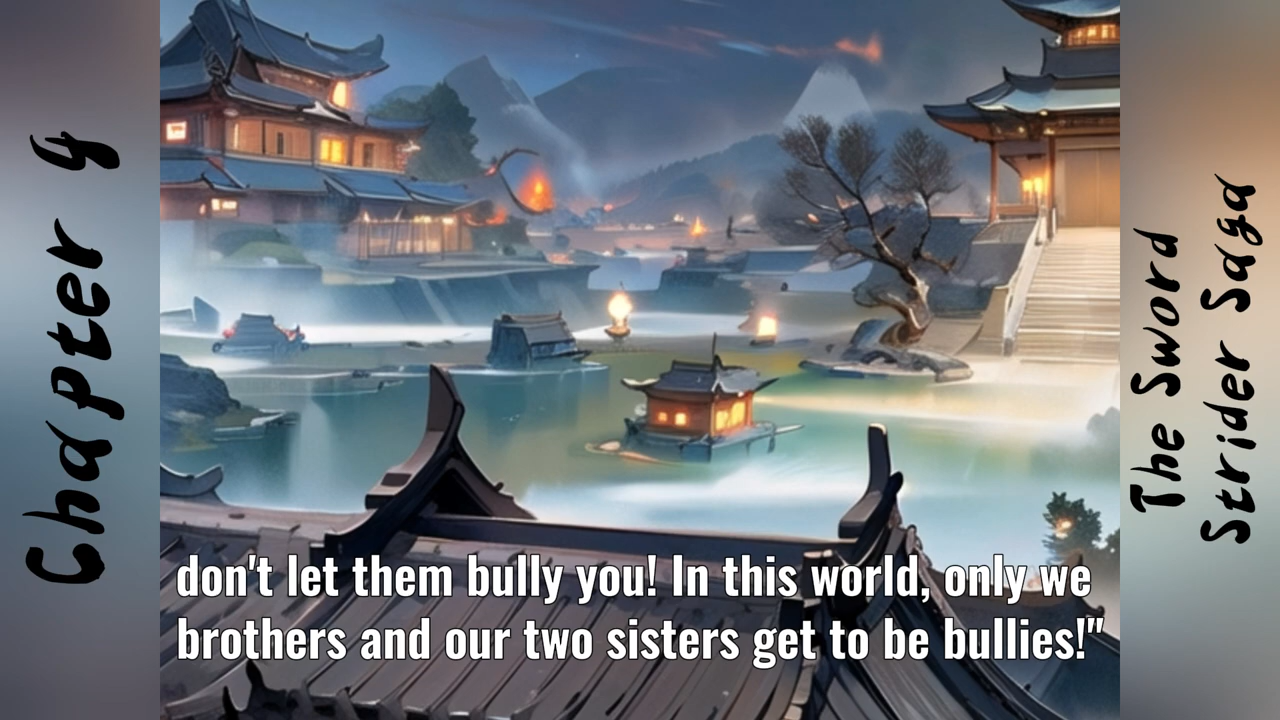 Chapter 4
don't let them bully you! In this world, only we
brothers and our two sisters get to be bullies!"
The Sword
Strider Saga